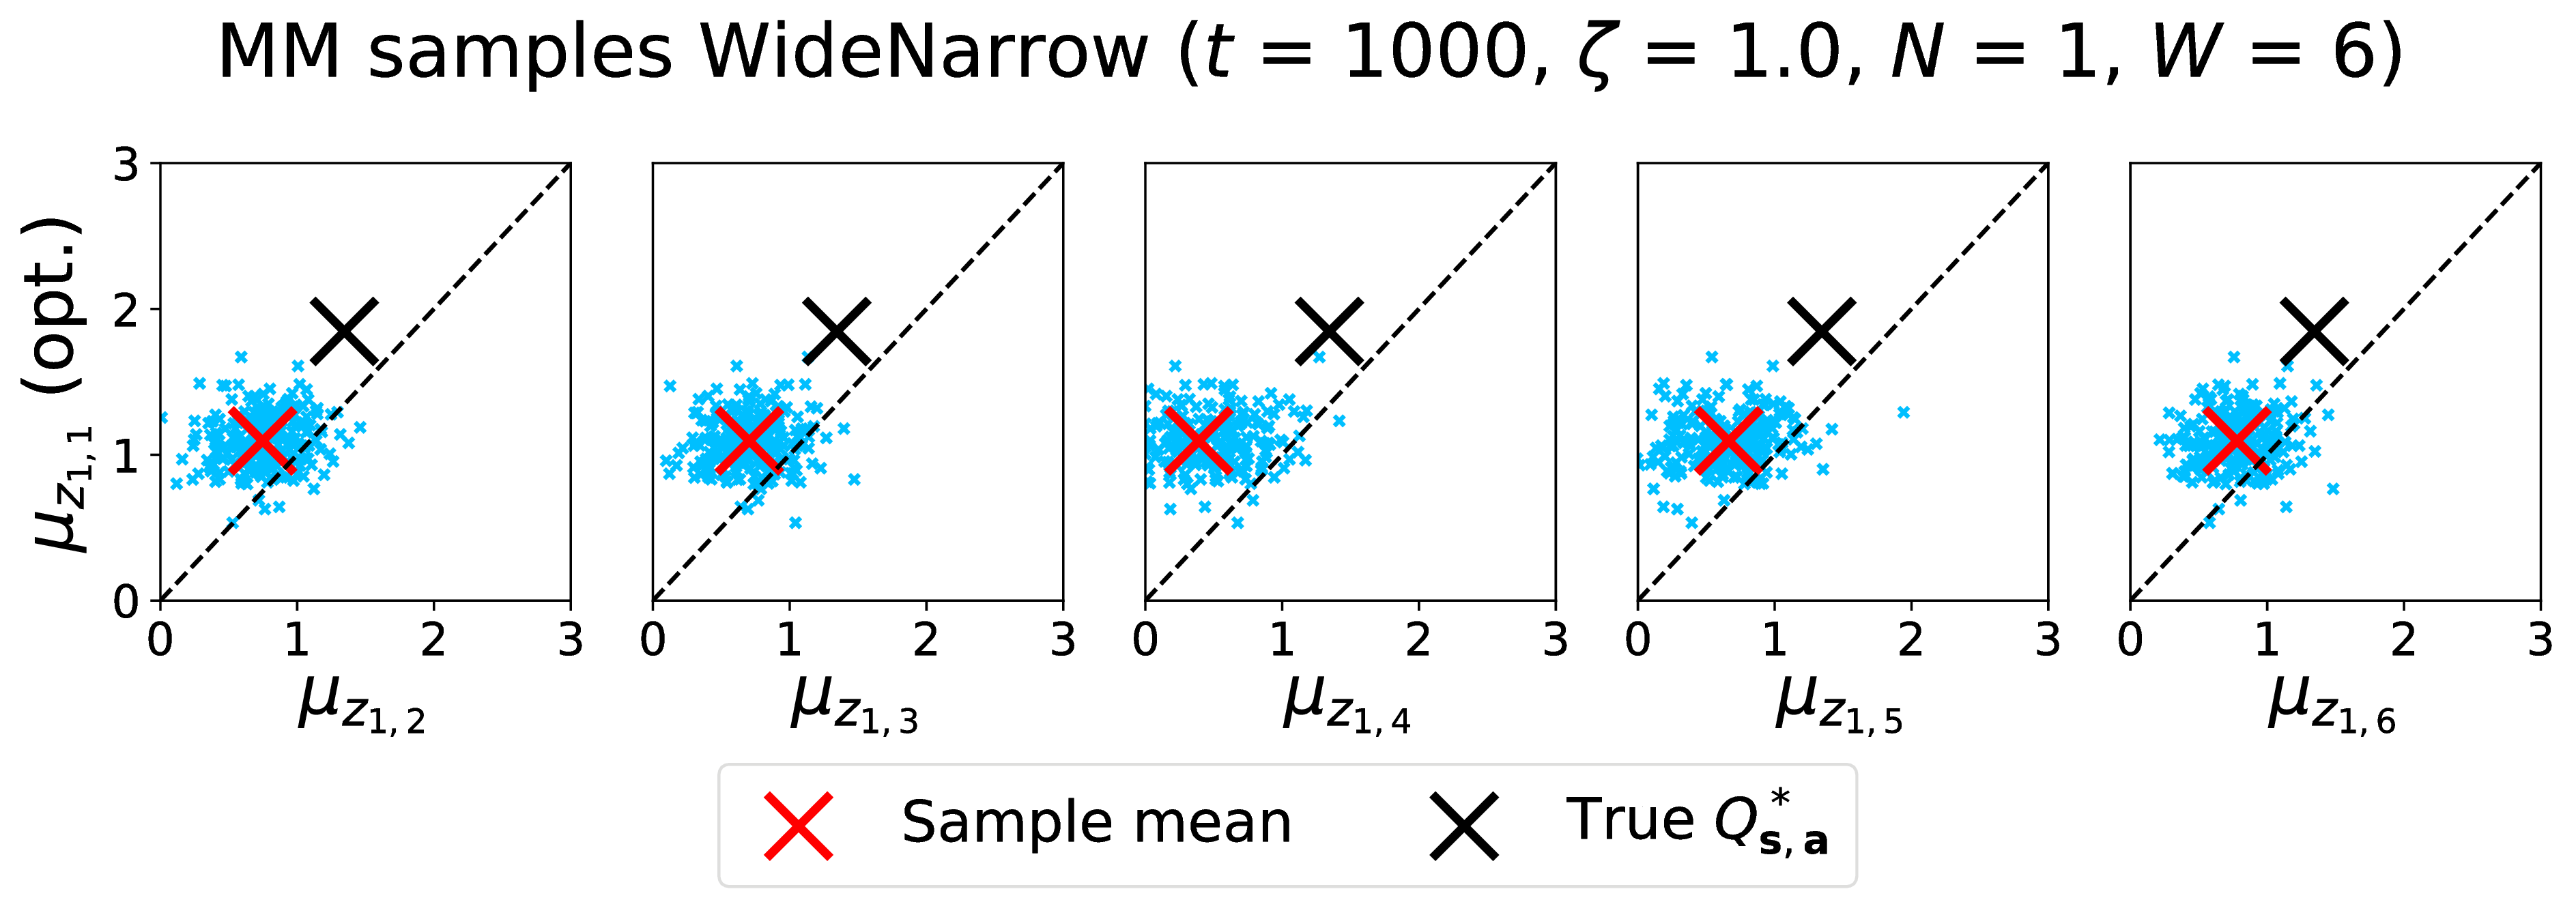 MM samples WideNarrow (t = 1000, ζ = 1.0, N = 1, W = 6)
μz1,1 (opt.)
3
2
1
0
0 1 2 3
0 1 2 3
0 1 2 3
0 1 2 3
0 1 2 3
μz1,2
μz1,3
μz1,4
μz1,5
μz1,6
Sample mean
True Q*s,a